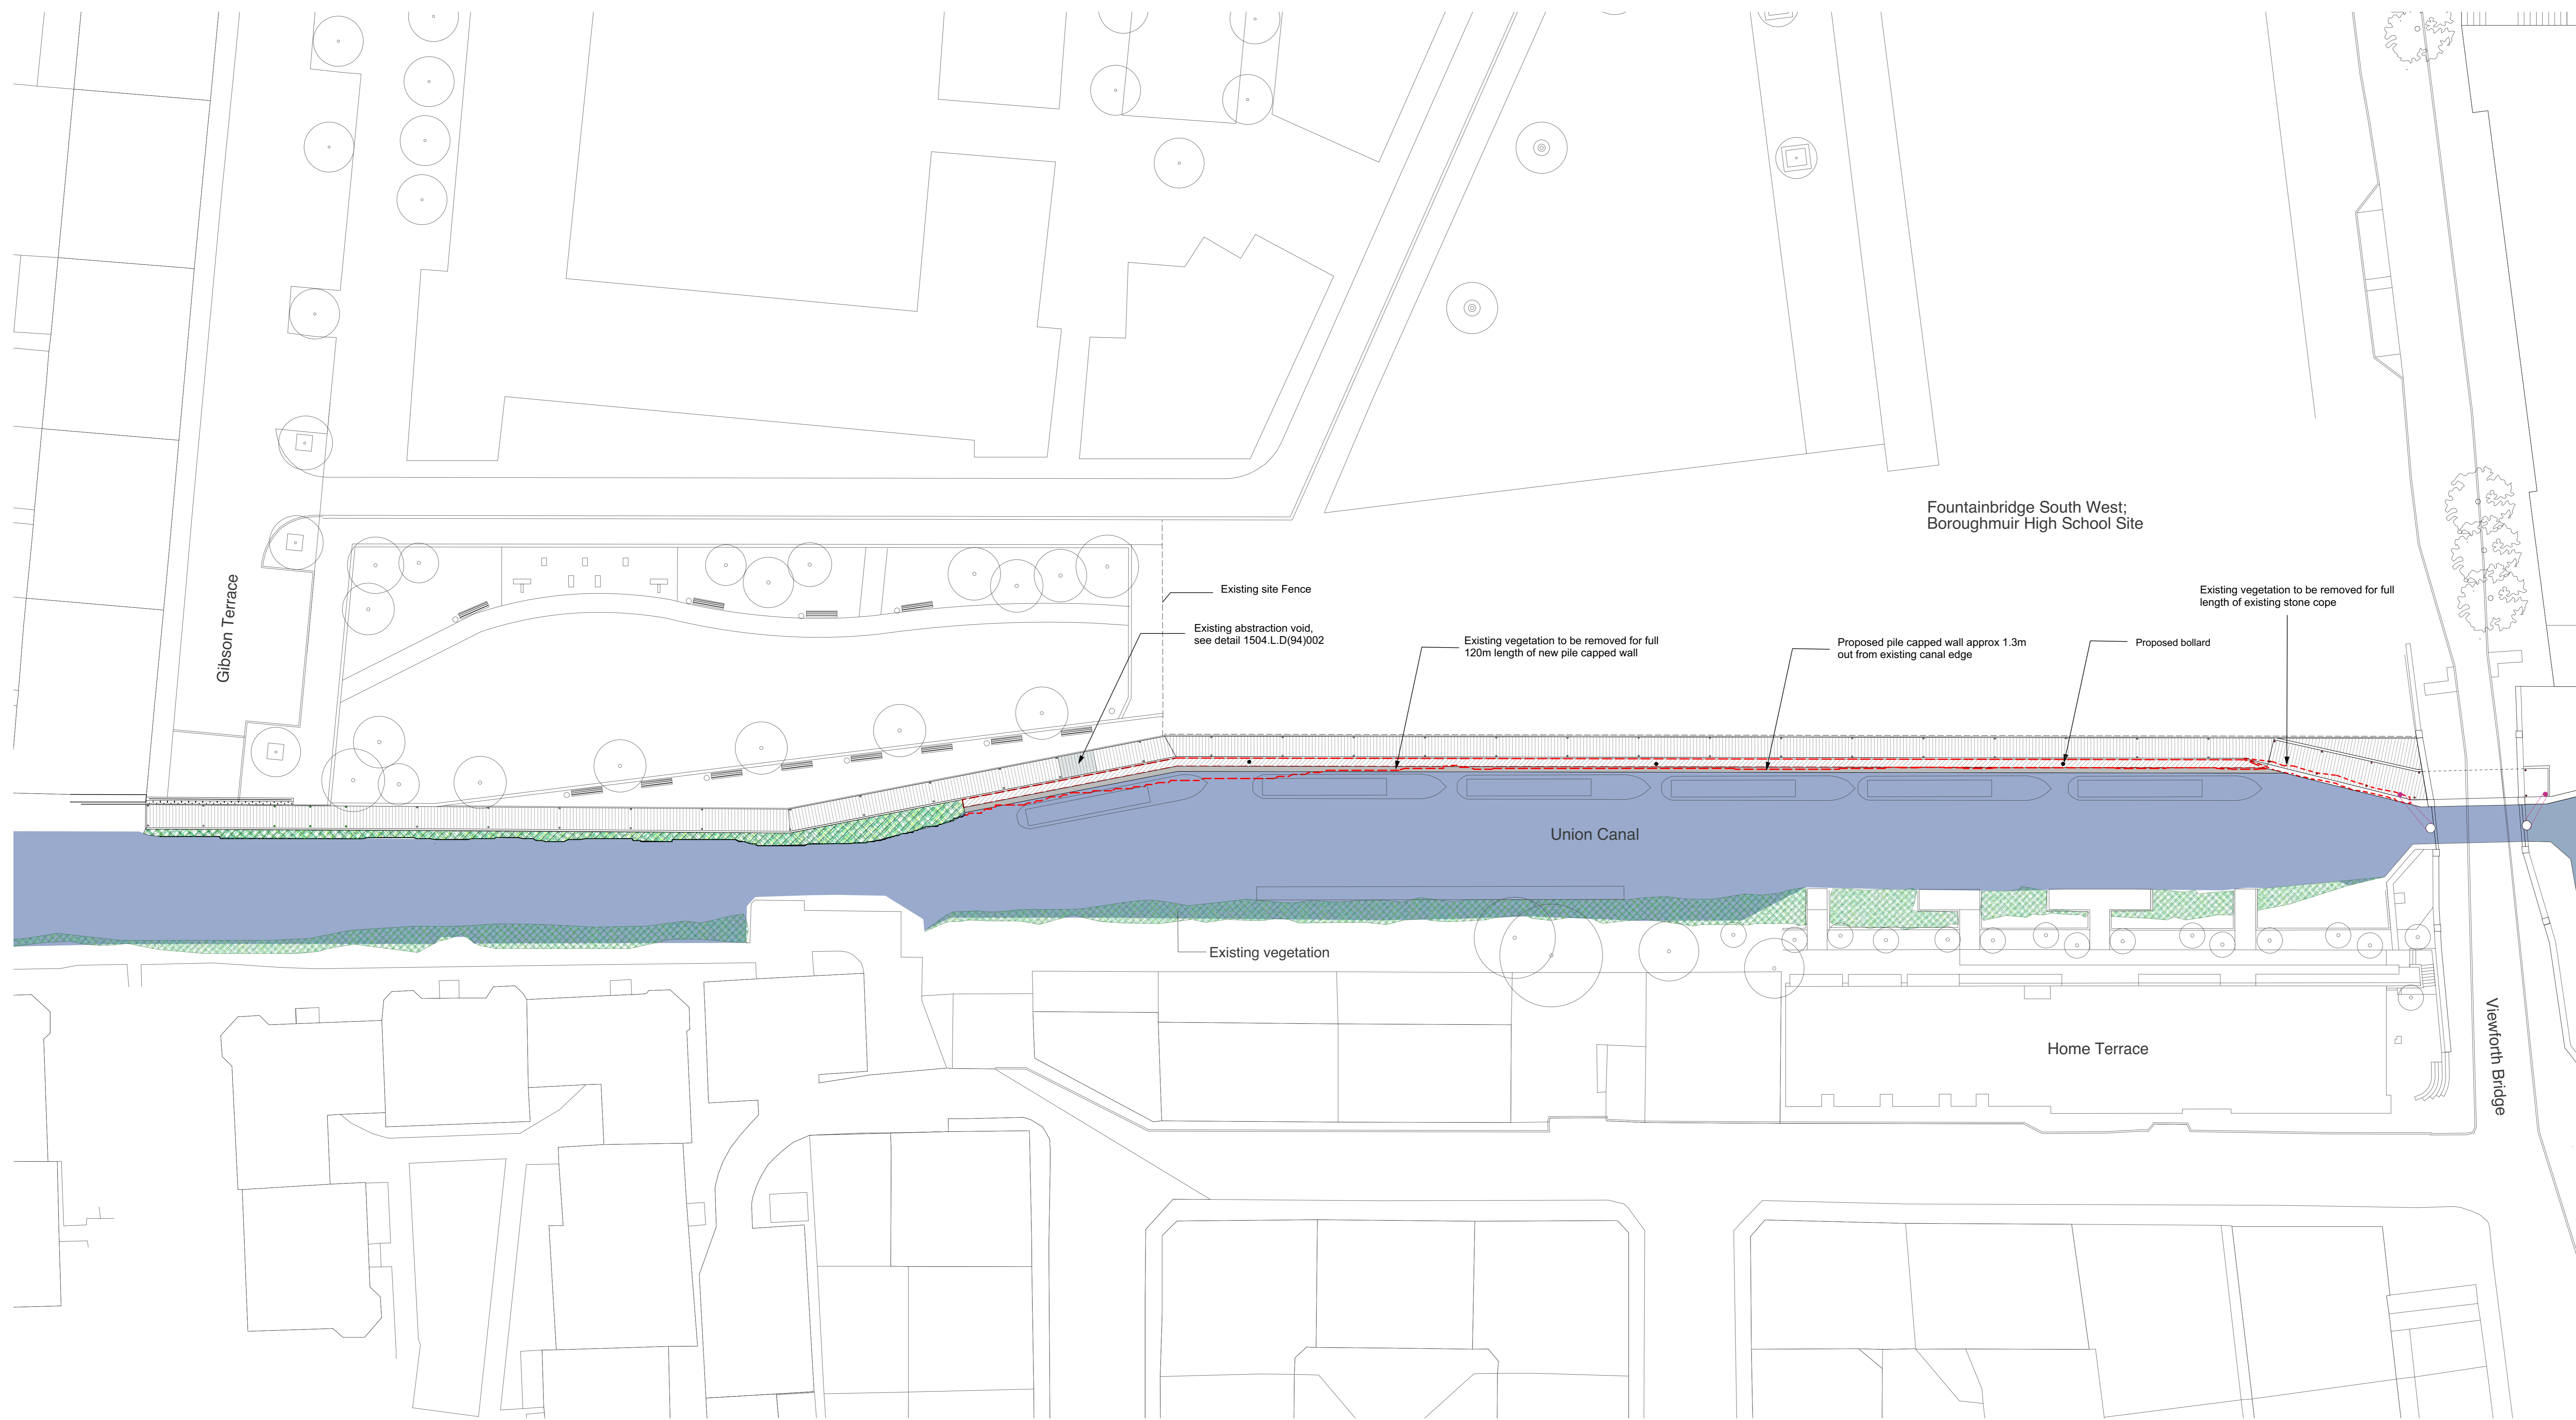 Fountainbridge South West;
Boroughmuir High School Site
Gibson Terrace
Existing site Fence
Existing abstraction void,
see detail 1504.L.D(94)002
Existing vegetation to be removed for full
120m length of new pile capped wall
Proposed pile capped wall approx 1.3m
out from existing canal edge
Proposed bollard
Existing vegetation to be removed for full
length of existing stone cope
Union Canal
Existing vegetation
Home Terrace
Viewforth Bridge